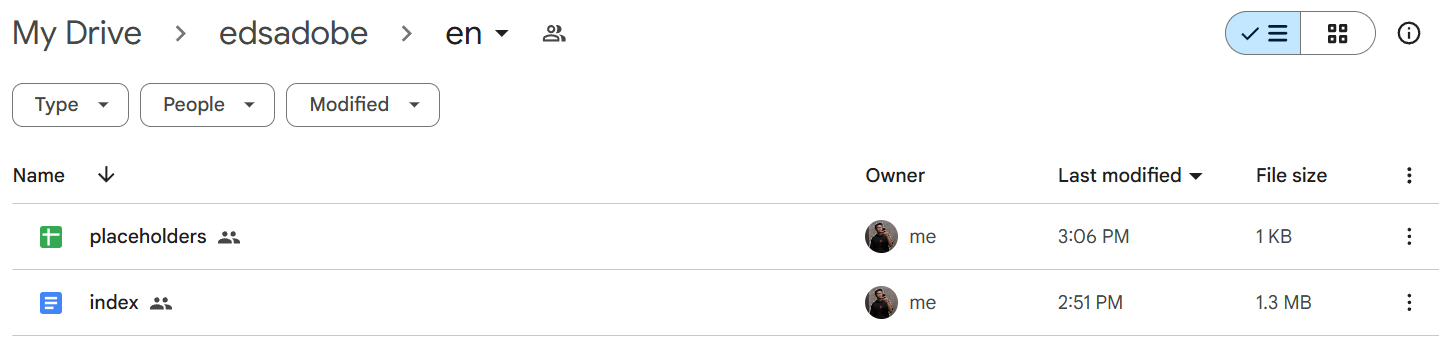 My Drive > edsadobe > en
Type People Modified
Name Owner Last modified File size
placeholders me 3:06 PM 1 KB
index me 2:51 PM 1.3 MB